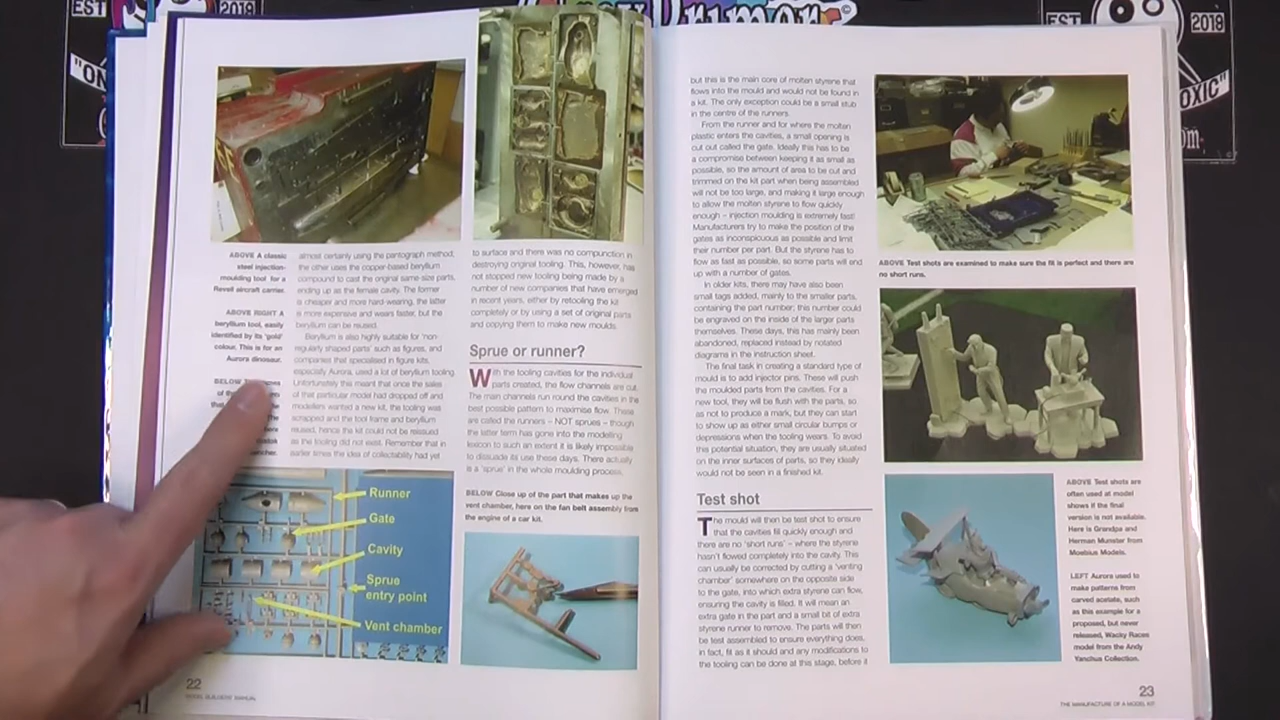 EST
2019
Primor
©
EST
2019
"ON
OXIC"
om
ABOVE A classic
steel injection-
moulding tool for a
Revell aircraft carrier.
ABOVE RIGHT A
beryllium tool, easily
identified by its 'gold'
colour. This is for an
Aurora dinosaur.
BELOW
almost certainly using the pantograph method,
the other uses the copper-based beryllium
compound to cast the original same-size parts,
ending up as the female cavity. The former
is cheaper and more hard-wearing, the latter
is more expensive and wears faster, but the
beryllium can be reused.
Beryllium is also highly suitable for 'non
regularly shaped parts' such as figures, and
companies that specialised in figure kits,
especially Aurora, used a lot of beryllium tooling.
Unfortunately this meant that once the sales
of that particular model had dropped off and
modellers wanted a new kit, the tooling was
scrapped and the tool frame and beryllium
reused, hence the kit could not be reissued
as the tooling did not exist. Remember that in
earlier times the idea of collectability had yet
Runner
Gate
Cavity
Sprue
entry point
Vent chamber
22
MODEL BUILDERS' MANUAL
to surface and there was no compunction in
destroying original tooling. This, however, has
not stopped new tooling being made by a
number of new companies that have emerged
in recent years, either by retooling the kit
completely or by using a set of original parts
and copying them to make new moulds.
Sprue or runner?
With the tooling cavities for the individual
parts created, the flow channels are cut.
The main channels run round the cavities in the
best possible pattern to maximise flow. These
are called the runners – NOT sprues – though
the latter term has gone into the modelling
lexicon to such an extent it is likely impossible
to dissuade its use these days. There actually
is a 'sprue' in the whole moulding process,
BELOW Close up of the part that makes up the
vent chamber, here on the fan belt assembly from
the engine of a car kit.
but this is the main core of molten styrene that
flows into the mould and would not be found in
a kit. The only exception could be a small stub
in the centre of the runners.
From the runner and for where the molten
plastic enters the cavities, a small opening is
cut out called the gate. Ideally this has to be
a compromise between keeping it as small as
possible, so the amount of area to be cut and
trimmed on the kit part when being assembled
will not be too large, and making it large enough
to allow the molten styrene to flow quickly
enough – injection moulding is extremely fast!
Manufacturers try to make the position of the
gates as inconspicuous as possible and limit
their number per part. But the styrene has to
flow as fast as possible, so some parts will end
up with a number of gates.
In older kits, there may have also been
small tags added, mainly to the smaller parts,
containing the part number; this number could
be engraved on the inside of the larger parts
themselves. These days, this has mainly been
abandoned, replaced instead by notated
diagrams in the instruction sheet.
The final task in creating a standard type of
mould is to add injector pins. These will push
the moulded parts from the cavities. For a
new tool, they will be flush with the parts, so
as not to produce a mark, but they can start
to show up as either small circular bumps or
depressions when the tooling wears. To avoid
this potential situation, they are usually situated
on the inner surfaces of parts, so they ideally
would not be seen in a finished kit.
Test shot
The mould will then be test shot to ensure
that the cavities fill quickly enough and
there are no 'short runs' – where the styrene
hasn't flowed completely into the cavity. This
can usually be corrected by cutting a 'venting
chamber' somewhere on the opposite side
to the gate, into which extra styrene can flow,
ensuring the cavity is filled. It will mean an
extra gate in the part and a small bit of extra
styrene runner to remove. The parts will then
be test assembled to ensure everything does,
in fact, fit as it should and any modifications to
the tooling can be done at this stage, before it
ABOVE Test shots are examined to make sure the fit is perfect and there are
no short runs.
ABOVE Test shots are
often used at model
shows if the final
version is not available.
Here is Grandpa and
Herman Munster from
Moebius Models.
LEFT Aurora used to
make patterns from
carved acetate, such
as this example for a
proposed, but never
released, Wacky Races
model from the Andy
Yanchus Collection.
23
THE MANUFACTURE OF A MODEL KIT